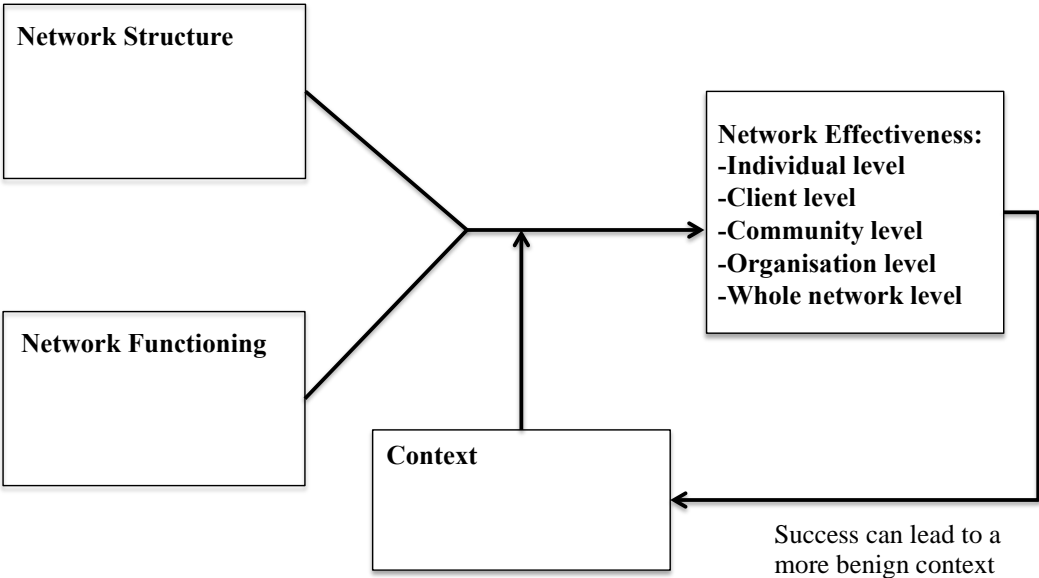 Network Structure
Network Effectiveness:
-Individual level
-Client level
-Community level
-Organisation level
-Whole network level
Network Functioning
Context
Success can lead to a
more benign context